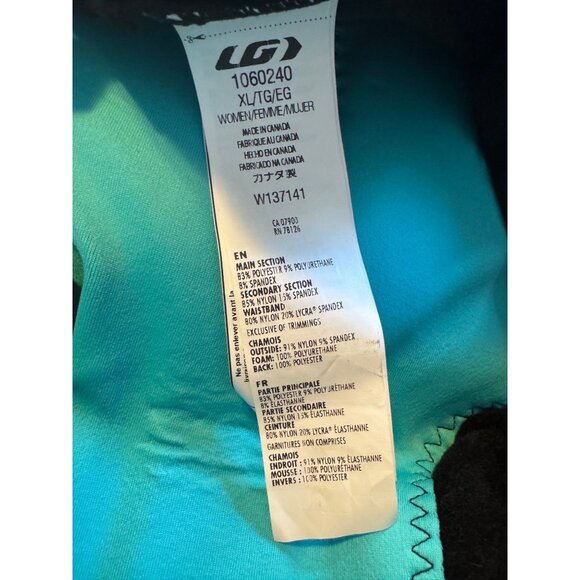 LG
1060240
XL/TG/EG
WOMEN/FEMME/MUJER
MADE IN CANADA
FABRIQUÉ AU CANADA
HECHO EN CANADA
FABRICADO NA CANADA
カナダ製
W137141
CA 07903
RN 78126
Ne pas enlever avant la
EN
MAIN SECTION
83% POLYESTER 9% POLYURETHANE
8% SPANDEX
SECONDARY SECTION
85% NYLON 15% SPANDEX
WAISTBAND
80% NYLON 20% LYCRA® SPANDEX
EXCLUSIVE OF TRIMMINGS
CHAMOIS
OUTSIDE: 91% NYLON 9% SPANDEX
FOAM: 100% POLYURETHANE
BACK: 100% POLYESTER
FR
PARTIE PRINCIPALE
83% POLYESTER 9% POLYURÉTHANE
8% ÉLASTHANNE
PARTIE SECONDAIRE
85% NYLON 15% ÉLASTHANNE
CEINTURE
80% NYLON 20% LYCRA® ÉLASTHANNE
GARNITURES NON COMPRISES
CHAMOIS
ENDROIT : 91% NYLON 9% ÉLASTHANNE
MOUSSE : 100% POLYURÉTHANE
ENVERS : 100% POLYESTER